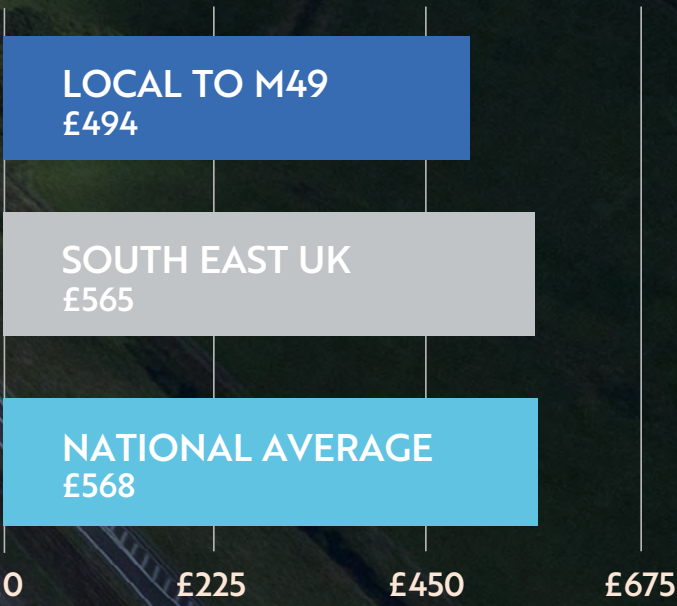 LOCAL TO M49
£494
SOUTH EAST UK
£565
NATIONAL AVERAGE
£568
0 £225 £450 £675